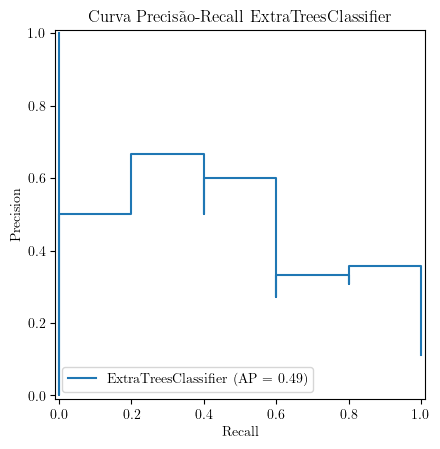 Curva Precisão-Recall ExtraTreesClassifier
1.0
0.8
0.6
0.4
0.2
0.0
Precision
ExtraTreesClassifier (AP = 0.49)
0.0 0.2 0.4 0.6 0.8 1.0
Recall